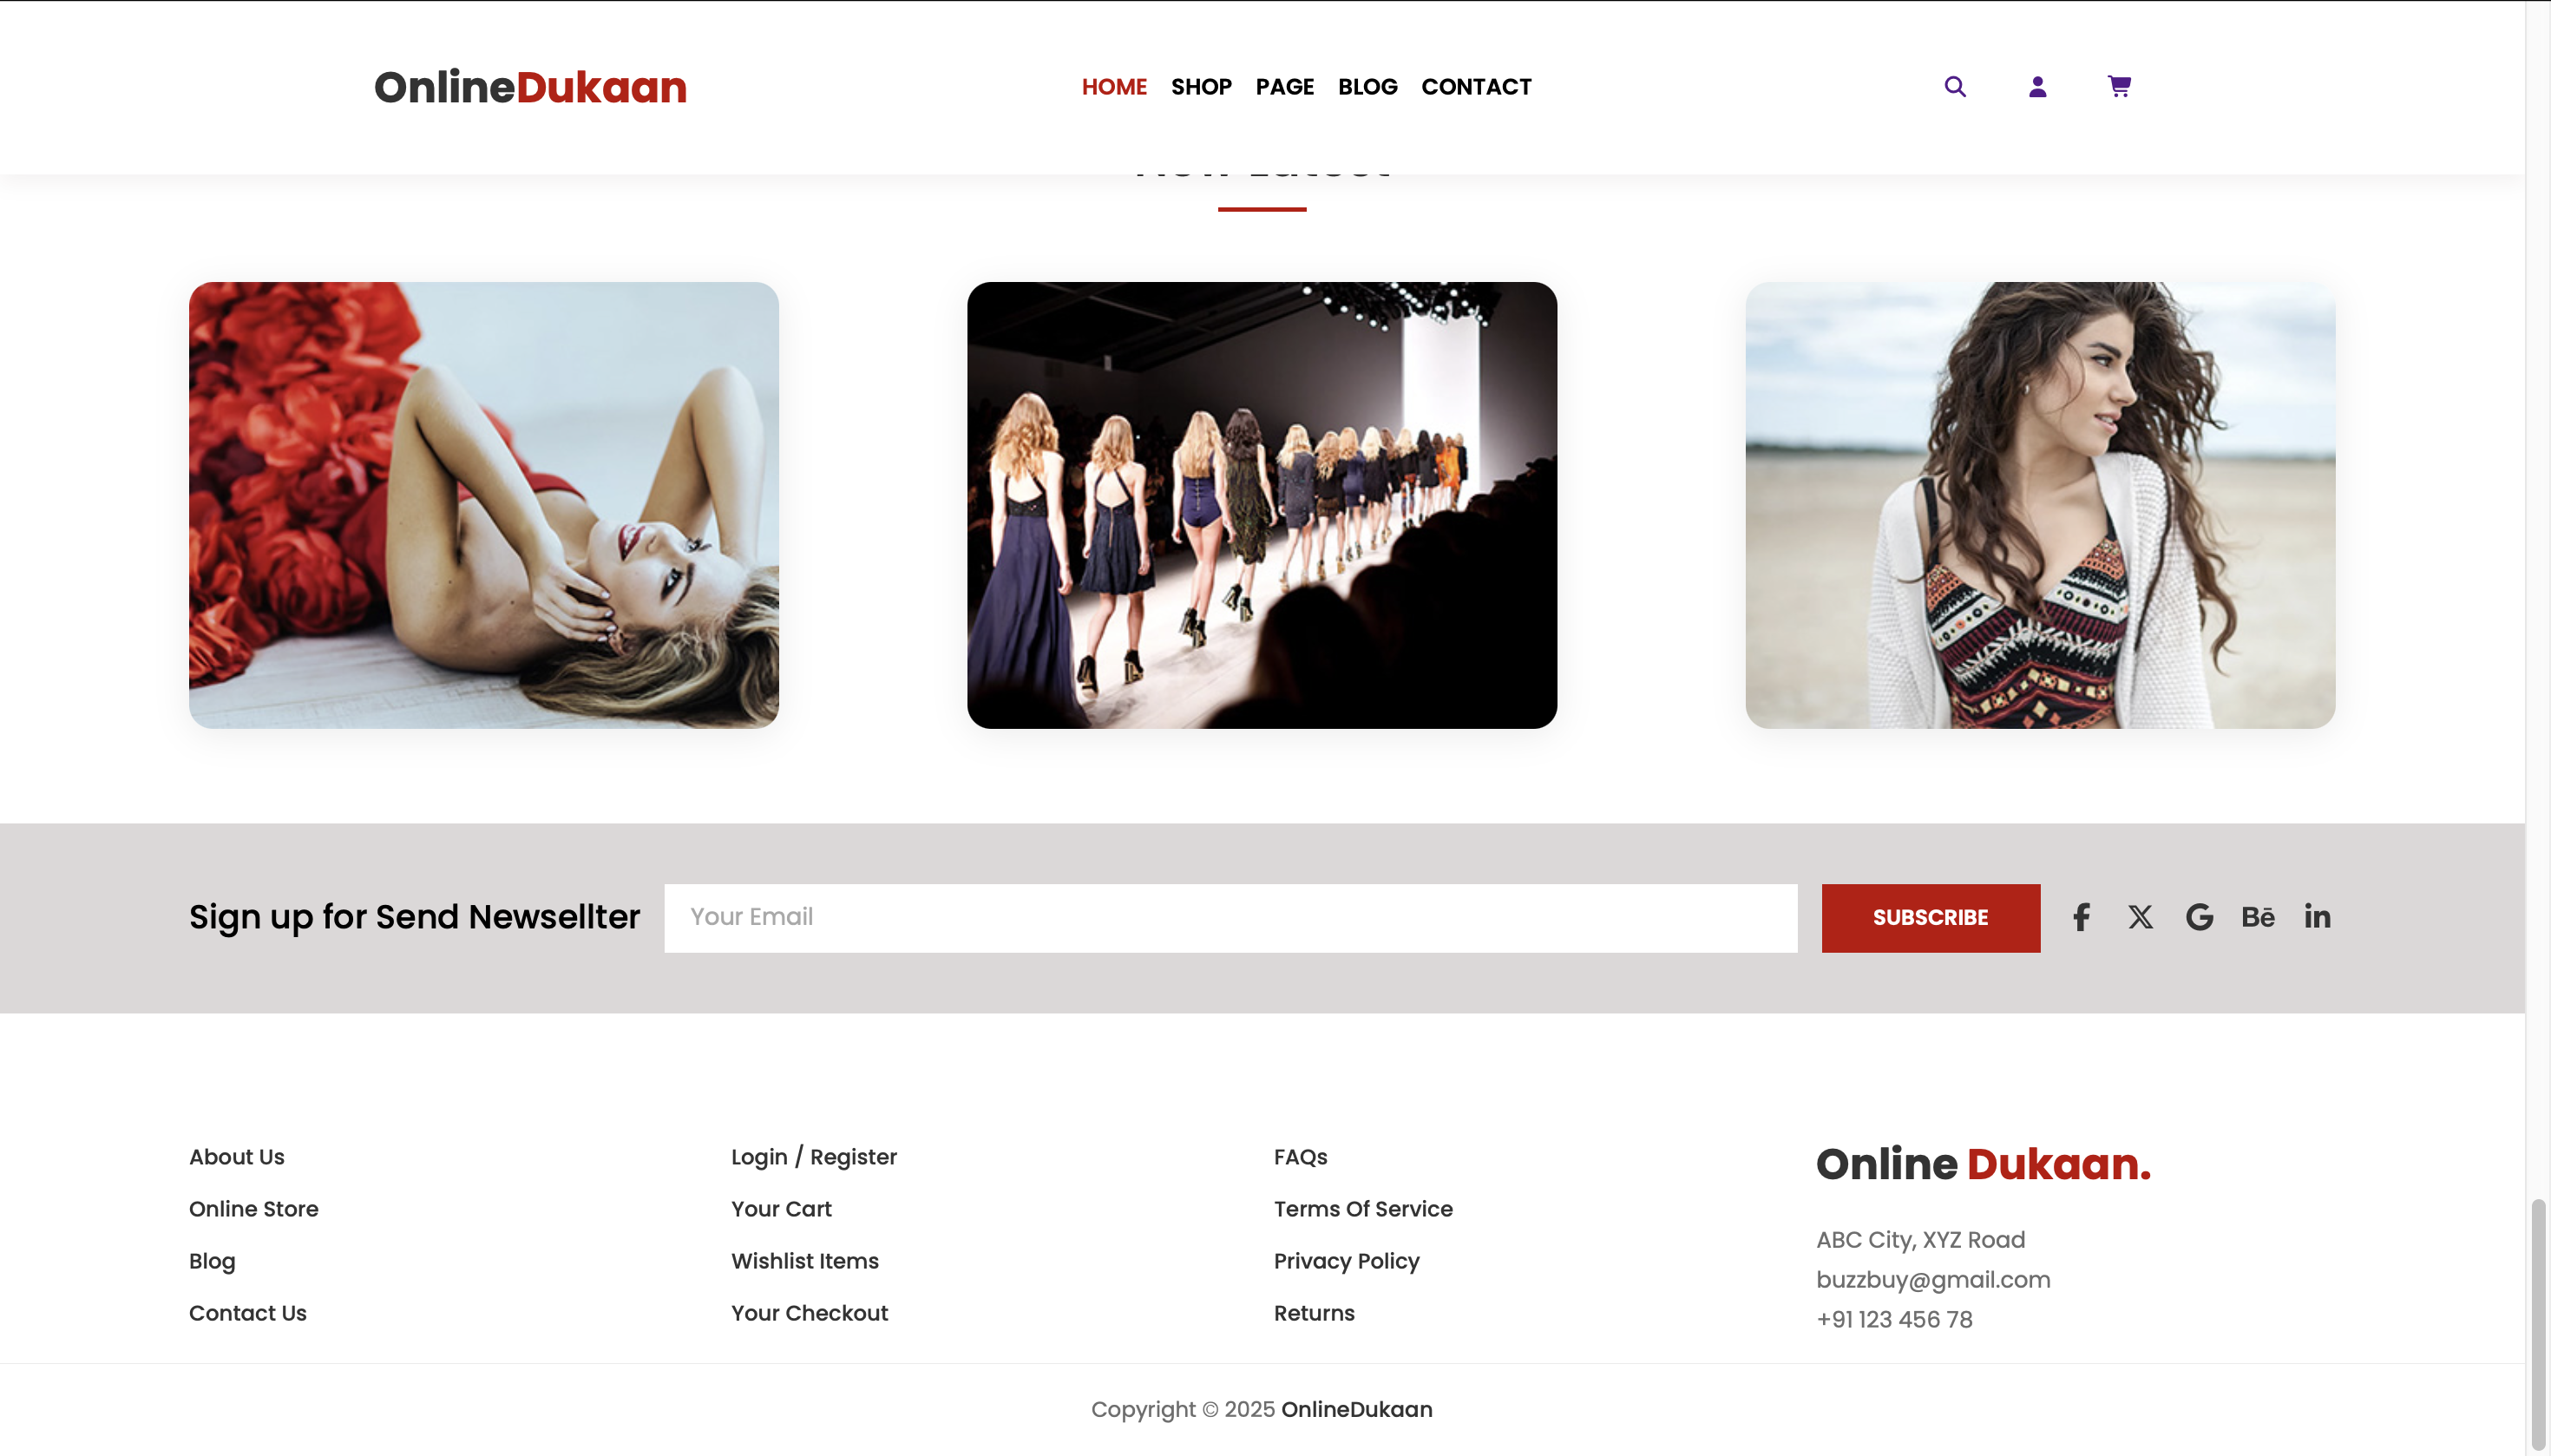 OnlineDukaan
HOME SHOP PAGE BLOG CONTACT
Sign up for Send Newsellter
Your Email
SUBSCRIBE
About Us
Online Store
Blog
Contact Us
Login / Register
Your Cart
Wishlist Items
Your Checkout
FAQs
Terms Of Service
Privacy Policy
Returns
Online Dukaan.
ABC City, XYZ Road
buzzbuy@gmail.com
+91 123 456 78
Copyright © 2025 OnlineDukaan